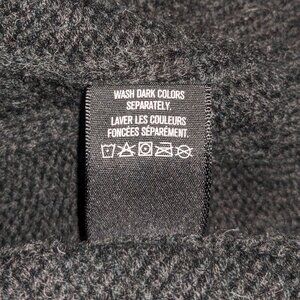 WASH DARK COLORS
SEPARATELY.
LAVER LES COULEURS
FONCÉES SÉPARÉMENT.